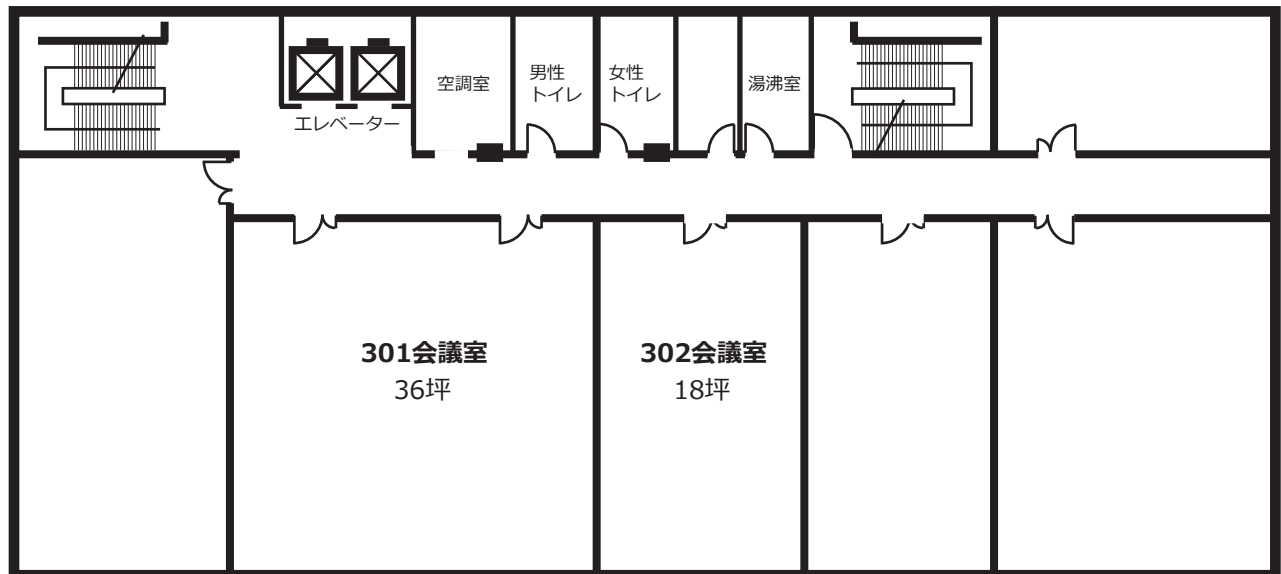 空調室
男性
トイレ
女性
トイレ
湯沸室
エレベーター
301会議室
36坪
302会議室
18坪